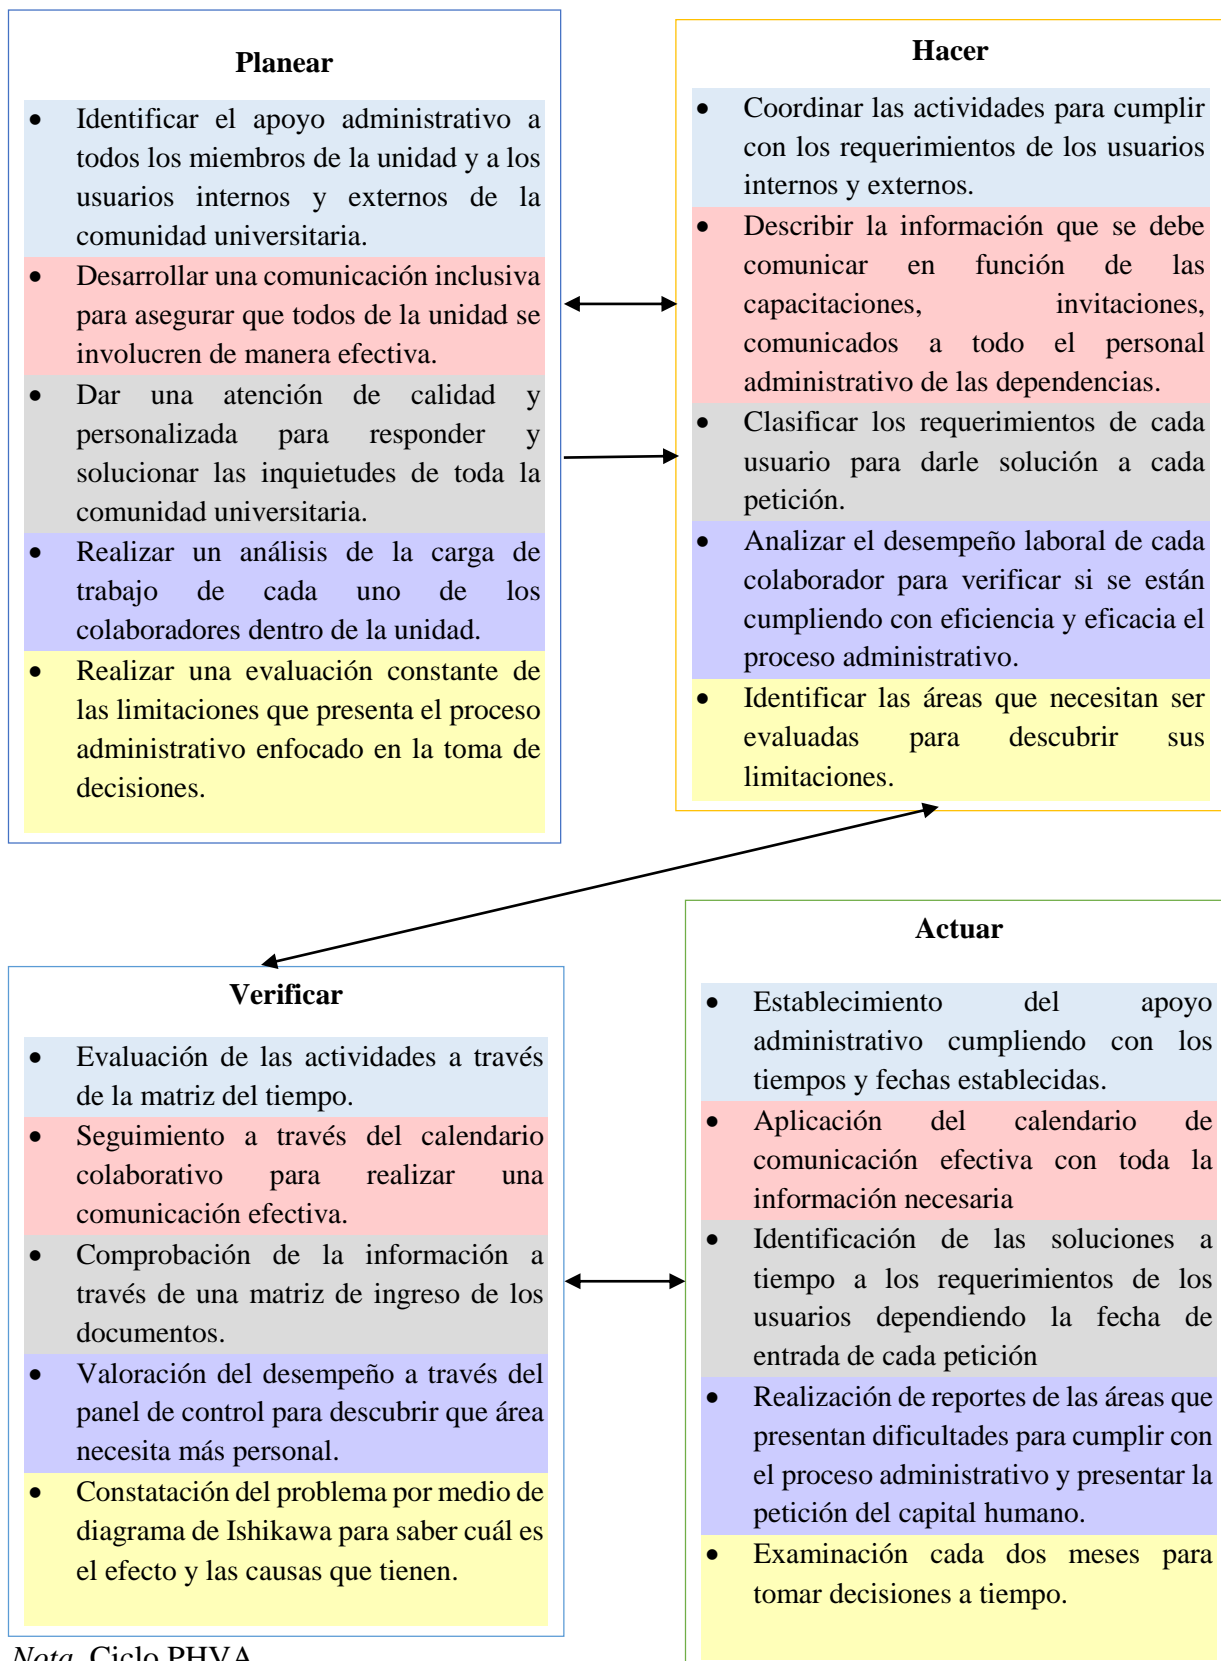 Planear
• Identificar el apoyo administrativo a
todos los miembros de la unidad y a los
usuarios internos y externos de la
comunidad universitaria.
• Desarrollar una comunicación inclusiva
para asegurar que todos de la unidad se
involucren de manera efectiva.
• Dar una atención de calidad y
personalizada para responder y
solucionar las inquietudes de toda la
comunidad universitaria.
• Realizar un análisis de la carga de
trabajo de cada uno de los
colaboradores dentro de la unidad.
• Realizar una evaluación constante de
las limitaciones que presenta el proceso
administrativo enfocado en la toma de
decisiones.
Hacer
• Coordinar las actividades para cumplir
con los requerimientos de los usuarios
internos y externos.
• Describir la información que se debe
comunicar en función de las
capacitaciones, invitaciones,
comunicados a todo el personal
administrativo de las dependencias.
• Clasificar los requerimientos de cada
usuario para darle solución a cada
petición.
• Analizar el desempeño laboral de cada
colaborador para verificar si se están
cumpliendo con eficiencia y eficacia el
proceso administrativo.
• Identificar las áreas que necesitan ser
evaluadas para descubrir sus
limitaciones.
Verificar
• Evaluación de las actividades a través
de la matriz del tiempo.
• Seguimiento a través del calendario
colaborativo para realizar una
comunicación efectiva.
• Comprobación de la información a
través de una matriz de ingreso de los
documentos.
• Valoración del desempeño a través del
panel de control para descubrir que área
necesita más personal.
• Constatación del problema por medio de
diagrama de Ishikawa para saber cuál es
el efecto y las causas que tienen.
Actuar
• Establecimiento del apoyo
administrativo cumpliendo con los
tiempos y fechas establecidas.
• Aplicación del calendario de
comunicación efectiva con toda la
información necesaria
• Identificación de las soluciones a
tiempo a los requerimientos de los
usuarios dependiendo la fecha de
entrada de cada petición
• Realización de reportes de las áreas que
presentan dificultades para cumplir con
el proceso administrativo y presentar la
petición del capital humano.
• Examinación cada dos meses para
tomar decisiones a tiempo.
Nota. Ciclo PHVA